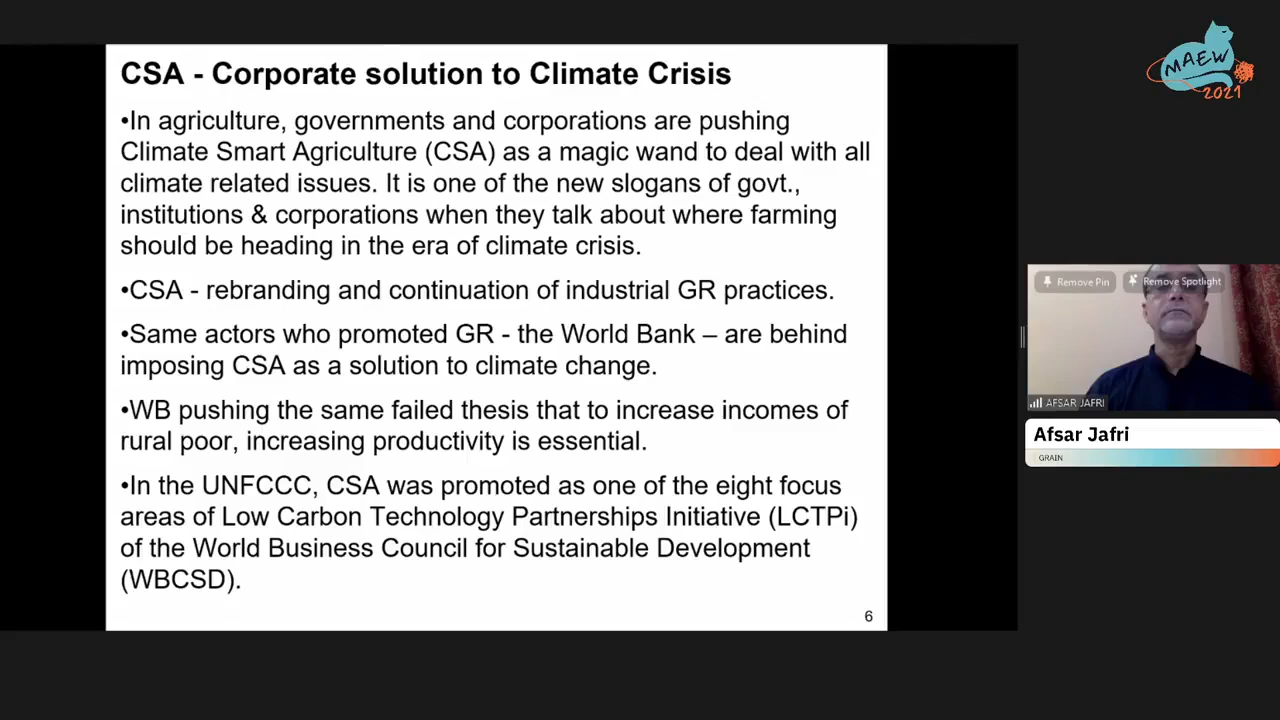 CSA - Corporate solution to Climate Crisis
•In agriculture, governments and corporations are pushing
Climate Smart Agriculture (CSA) as a magic wand to deal with all
climate related issues. It is one of the new slogans of govt.,
institutions & corporations when they talk about where farming
should be heading in the era of climate crisis.
•CSA - rebranding and continuation of industrial GR practices.
•Same actors who promoted GR - the World Bank – are behind
imposing CSA as a solution to climate change.
•WB pushing the same failed thesis that to increase incomes of
rural poor, increasing productivity is essential.
•In the UNFCCC, CSA was promoted as one of the eight focus
areas of Low Carbon Technology Partnerships Initiative (LCTPi)
of the World Business Council for Sustainable Development
(WBCSD).
6
MAEW
2021
Remove Pin
Remove Spotlight
AFSAR JAFRI
Afsar Jafri
GRAIN